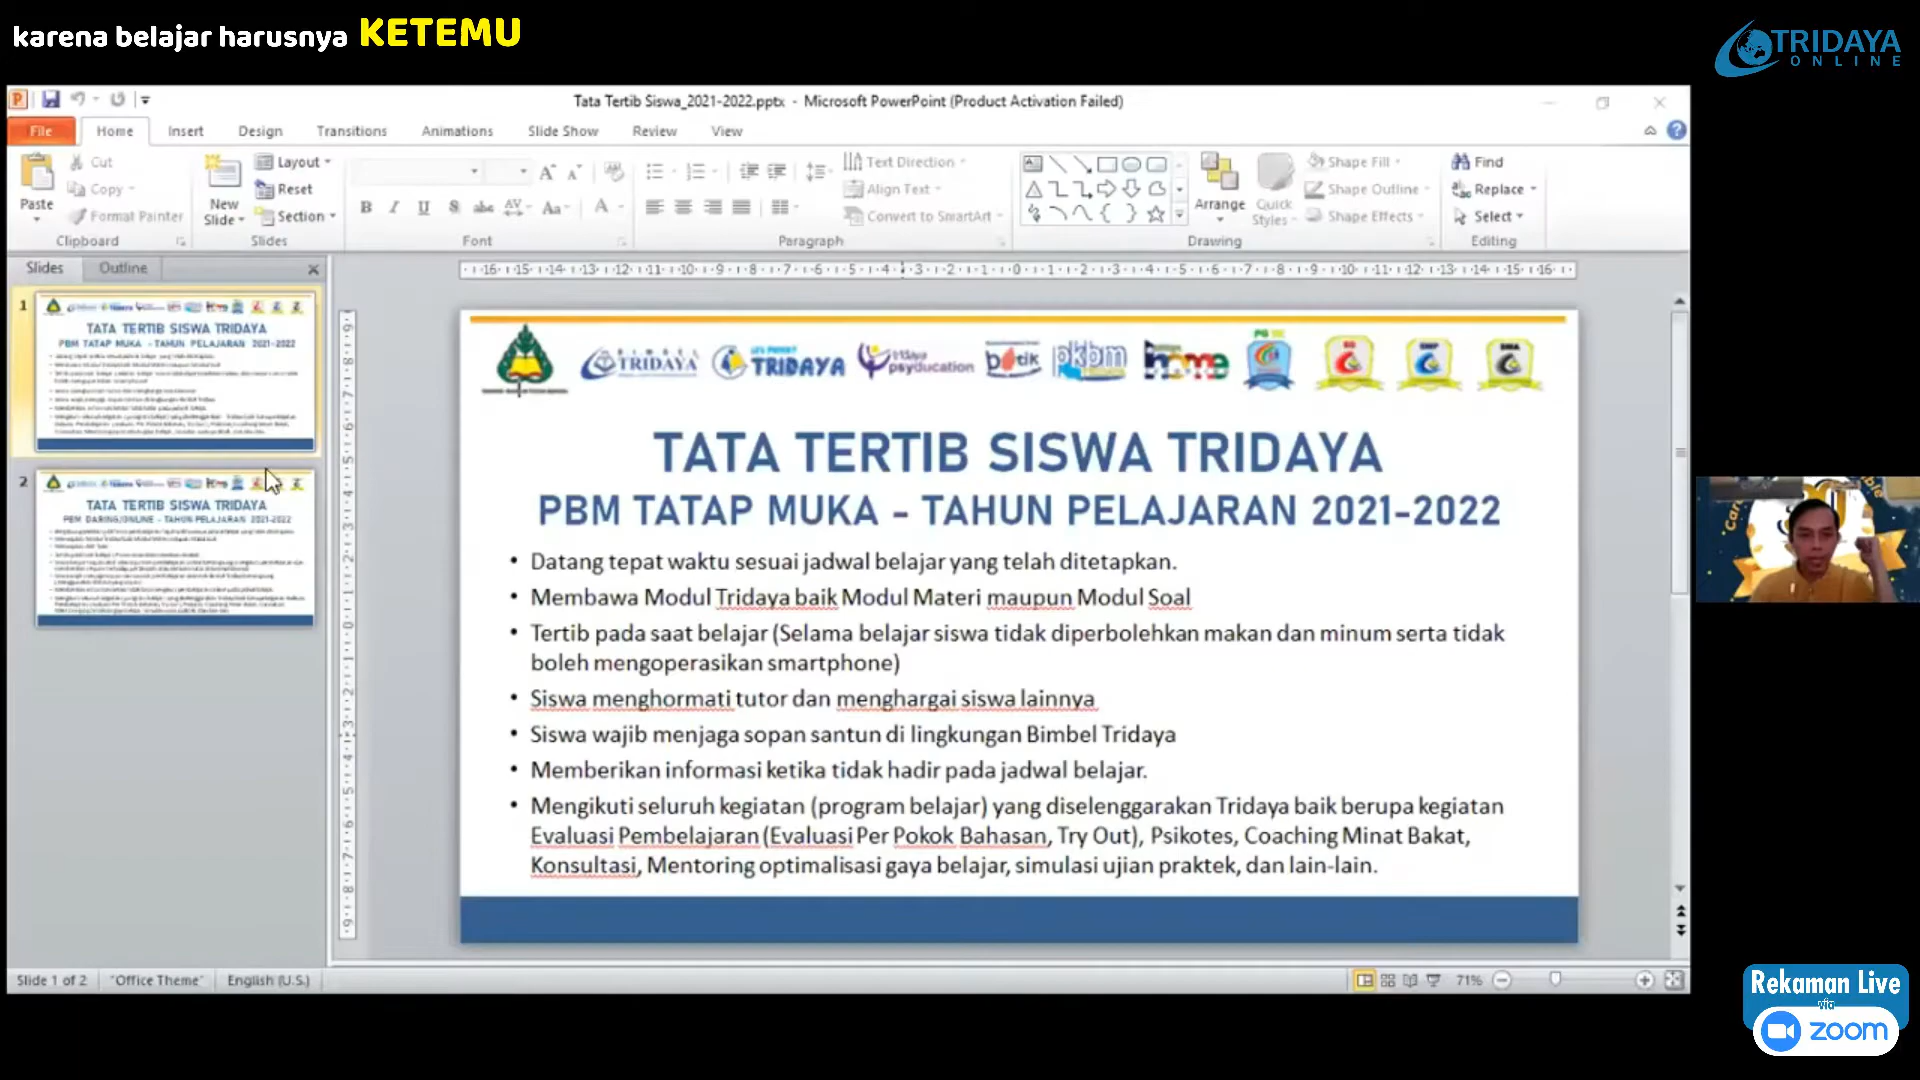 karena belajar harusnya KETEMU
TRIDAYA
ONLINE
Tata Tertib Siswa_2021-2022.pptx - Microsoft PowerPoint (Product Activation Failed)
File Home Insert Design Transitions Animations Slide Show Review View
Paste
Cut
Copy
Format Painter
Clipboard
New Slide
Layout
Reset
Section
Slides
Font
Text Direction
Align Text
Convert to SmartArt
Paragraph
Arrange
Quick Styles
Shape Fill
Shape Outline
Shape Effects
Drawing
Find
Replace
Select
Editing
Slides Outline
1
TATA TERTIB SISWA TRIDAYA
PBM TATAP MUKA - TAHUN PELAJARAN 2021-2022
2
TATA TERTIB SISWA TRIDAYA
PBM DARING/ONLINE - TAHUN PELAJARAN 2021-2022
BIMBEL TRIDAYA
TRIDAYA
tridaya psyducation
batik
pkbm
home
TATA TERTIB SISWA TRIDAYA
PBM TATAP MUKA - TAHUN PELAJARAN 2021-2022
• Datang tepat waktu sesuai jadwal belajar yang telah ditetapkan.
• Membawa Modul Tridaya baik Modul Materi maupun Modul Soal
• Tertib pada saat belajar (Selama belajar siswa tidak diperbolehkan makan dan minum serta tidak
boleh mengoperasikan smartphone)
• Siswa menghormati tutor dan menghargai siswa lainnya
• Siswa wajib menjaga sopan santun di lingkungan Bimbel Tridaya
• Memberikan informasi ketika tidak hadir pada jadwal belajar.
• Mengikuti seluruh kegiatan (program belajar) yang diselenggarakan Tridaya baik berupa kegiatan
Evaluasi Pembelajaran (Evaluasi Per Pokok Bahasan, Try Out), Psikotes, Coaching Minat Bakat,
Konsultasi, Mentoring optimalisasi gaya belajar, simulasi ujian praktek, dan lain-lain.
Slide 1 of 2 "Office Theme" English (U.S.) 71%
Rekaman Live
via
zoom